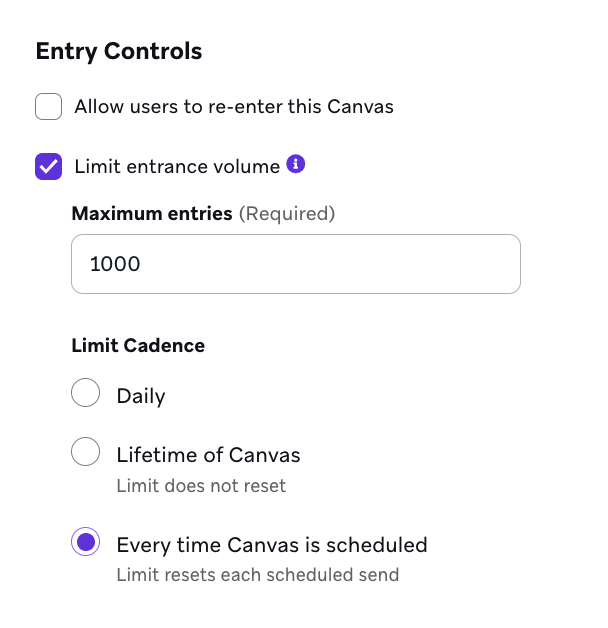 Entry Controls
Allow users to re-enter this Canvas
Limit entrance volume
Maximum entries (Required)
1000
Limit Cadence
Daily
Lifetime of Canvas
Limit does not reset
Every time Canvas is scheduled
Limit resets each scheduled send